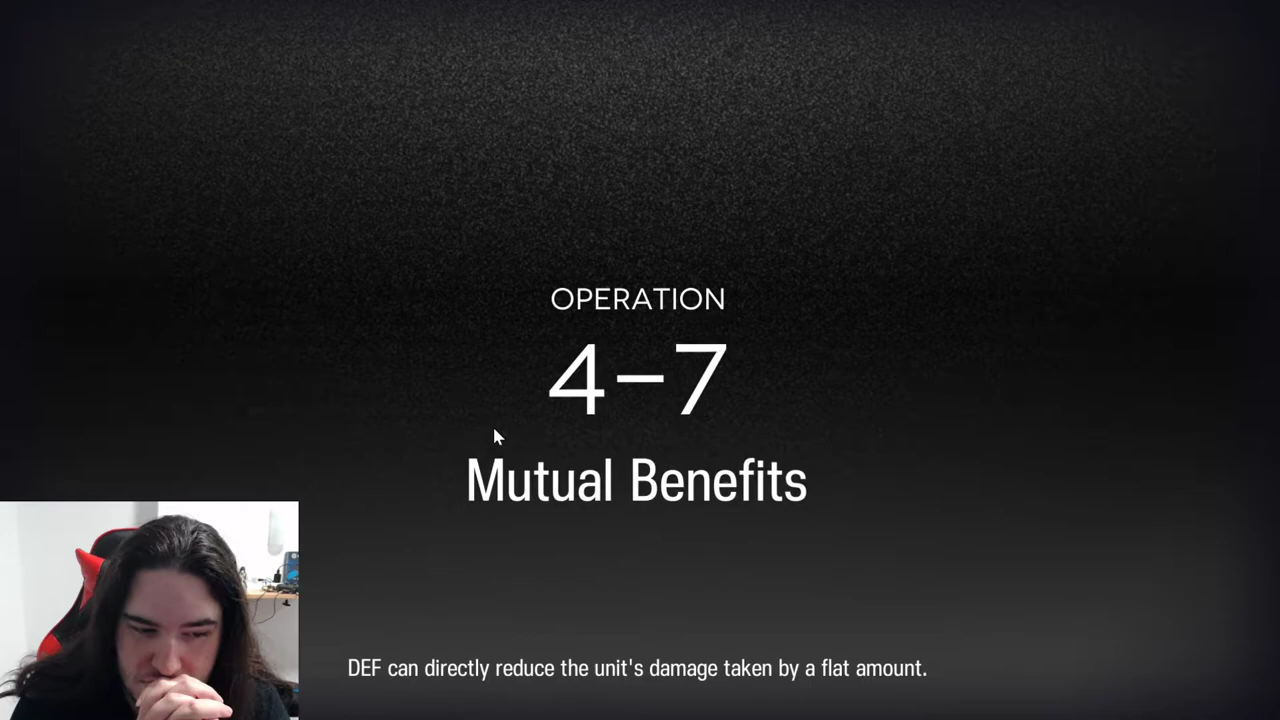 OPERATION
4–7
Mutual Benefits
DEF can directly reduce the unit's damage taken by a flat amount.